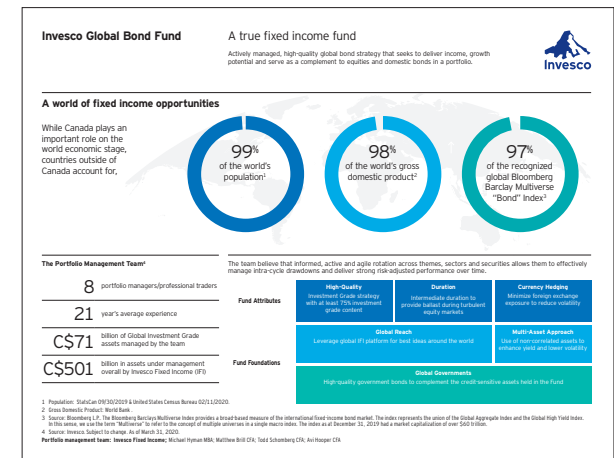 Invesco Global Bond Fund
A true fixed income fund
Actively managed, high-quality global bond strategy that seeks to deliver income, growth
potential and serve as a complement to equities and domestic bonds in a portfolio.
Invesco
A world of fixed income opportunities
While Canada plays an
important role on the
world economic stage,
countries outside of
Canada account for,
99%
of the world's
population¹
98%
of the world's gross
domestic product²
97%
of the recognized
global Bloomberg
Barclay Multiverse
"Bond" Index³
The Portfolio Management Team⁴
8 portfolio managers/professional traders
21 year's average experience
C$71 billion of Global Investment Grade
assets managed by the team
C$501 billion in assets under management
overall by Invesco Fixed Income (IFI)
The team believe that informed, active and agile rotation across themes, sectors and securities allows them to effectively
manage intra-cycle drawdowns and deliver strong risk-adjusted performance over time.
Fund Attributes
High-Quality
Investment Grade strategy
with at least 75% investment
grade content
Duration
Intermediate duration to
provide ballast during turbulent
equity markets
Currency Hedging
Minimize foreign exchange
exposure to reduce volatility
Fund Foundations
Global Reach
Leverage global IFI platform for best ideas around the world
Multi-Asset Approach
Use of non-correlated assets to
enhance yield and lower volatility
Global Governments
High-quality government bonds to complement the credit-sensitive assets held in the Fund
1 Population: StatsCan 09/30/2019 & United States Census Bureau 02/11/2020.
2 Gross Domestic Product: World Bank.
3 Source: Bloomberg L.P. The Bloomberg Barclays Multiverse Index provides a broad-based measure of the international fixed-income bond market. The index represents the union of the Global Aggregate Index and the Global High Yield Index.
In this sense, we use the term "Multiverse" to refer to the concept of multiple universes in a single macro index. The index as at December 31, 2019 had a market capitalization of over $60 trillion.
4 Source: Invesco. Subject to change. As of March 31, 2020.
Portfolio management team: Invesco Fixed Income; Michael Hyman MBA; Matthew Brill CFA; Todd Schomberg CFA; Avi Hooper CFA